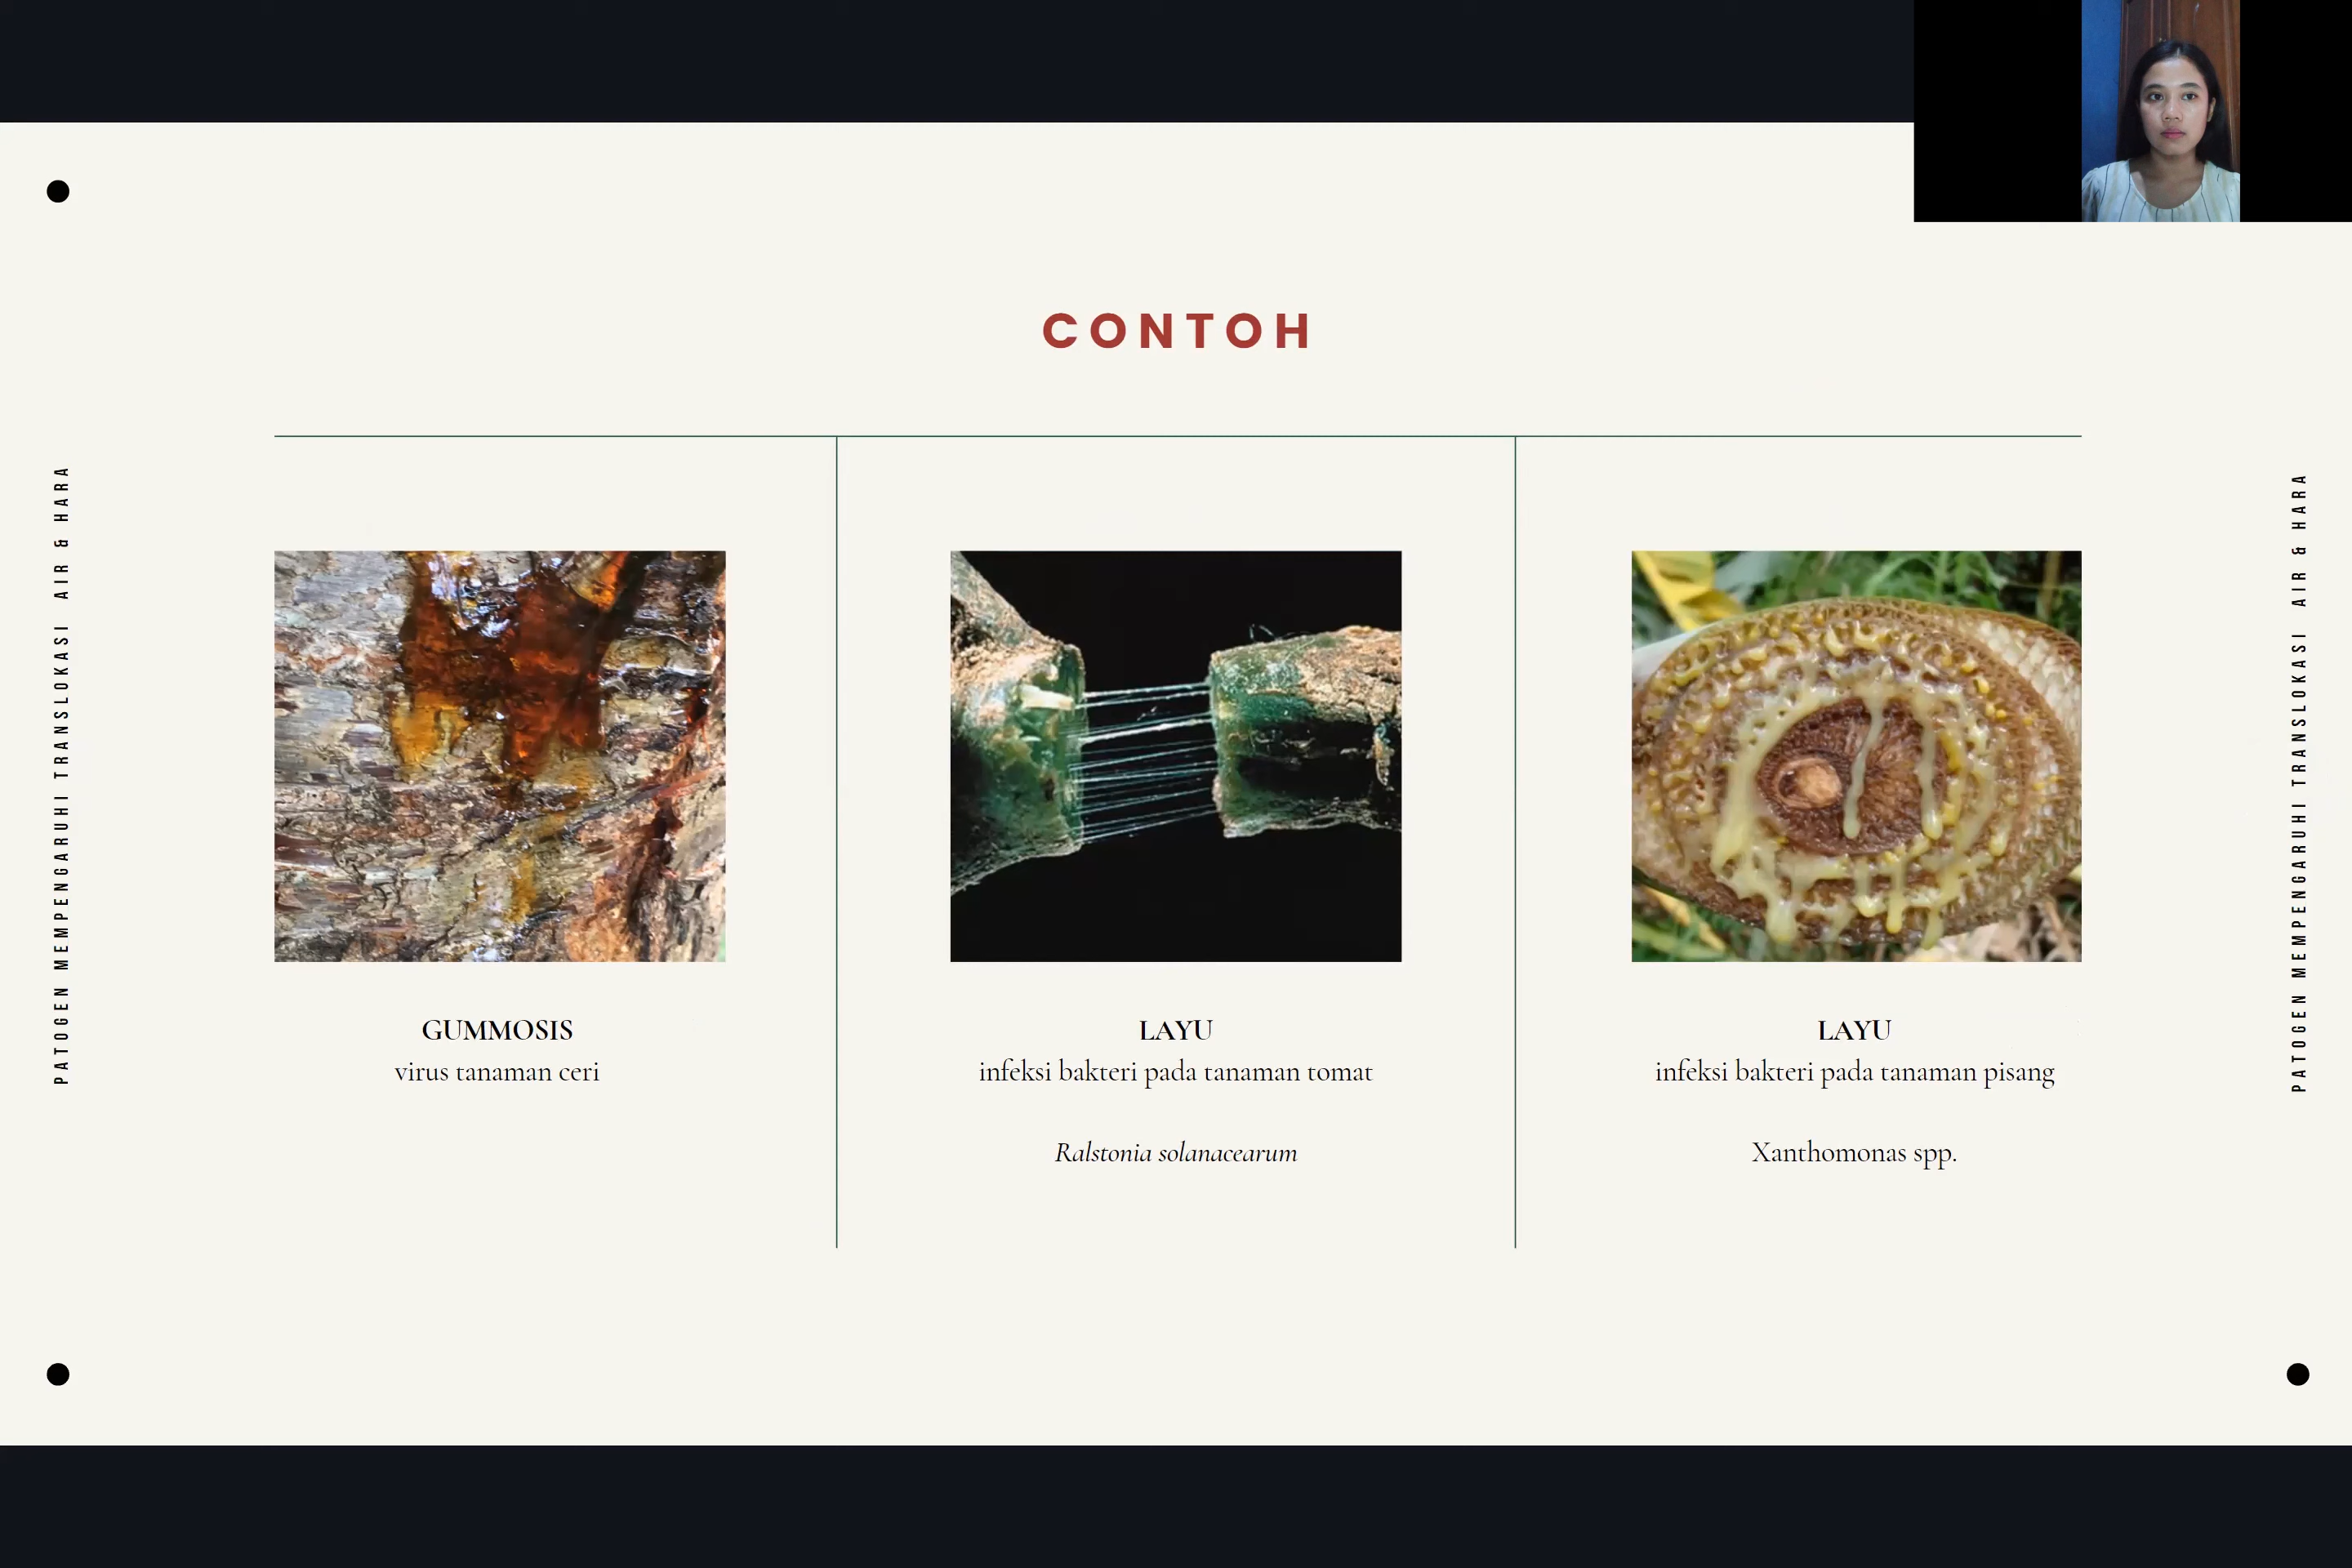 CONTOH
PATOGEN MEMPENGARUHI TRANSLOKASI AIR & HARA
GUMMOSIS
virus tanaman ceri
LAYU
infeksi bakteri pada tanaman tomat
Ralstonia solanacearum
LAYU
infeksi bakteri pada tanaman pisang
Xanthomonas spp.
PATOGEN MEMPENGARUHI TRANSLOKASI AIR & HARA